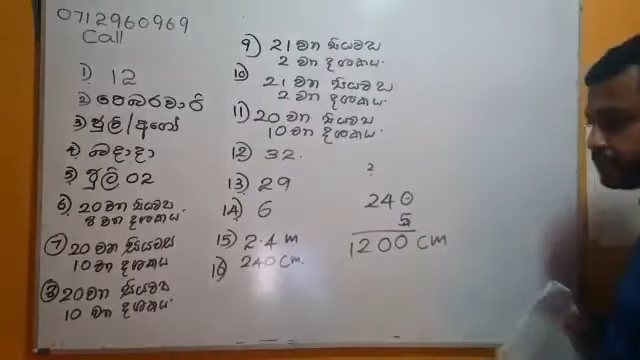 0712960969
Call
1) 12
2) පෙබරවාරි
3) ජුලි/අගෝ
4) බදාදා
5) ජූලි 02
6) 20 වන සියවස
8 වන දශකය.
7) 20 වන සියවස
10 වන දශකය
8) 20 වන සියවස
10 වන දශකය.
9) 21 වන සියවස
2 වන දශකය.
10) 21 වන සියවස
2 වන දශකය.
11) 20 වන සියවස
10 වන දශකය.
12) 32.
13) 29
14) 6
15) 2.4 m
16) 240 cm.
2
240
5
1200 cm